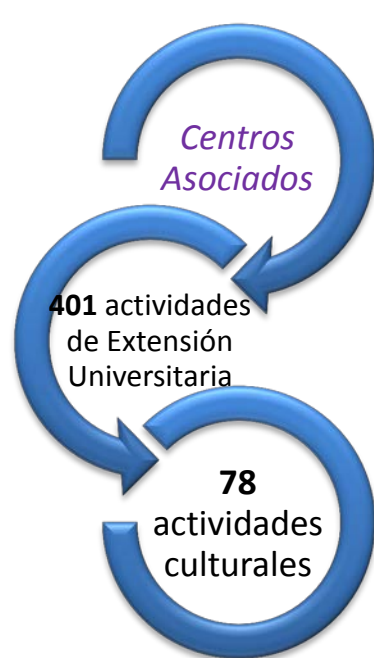 Centros
Asociados
401 actividades
de Extensión
Universitaria
78
actividades
culturales